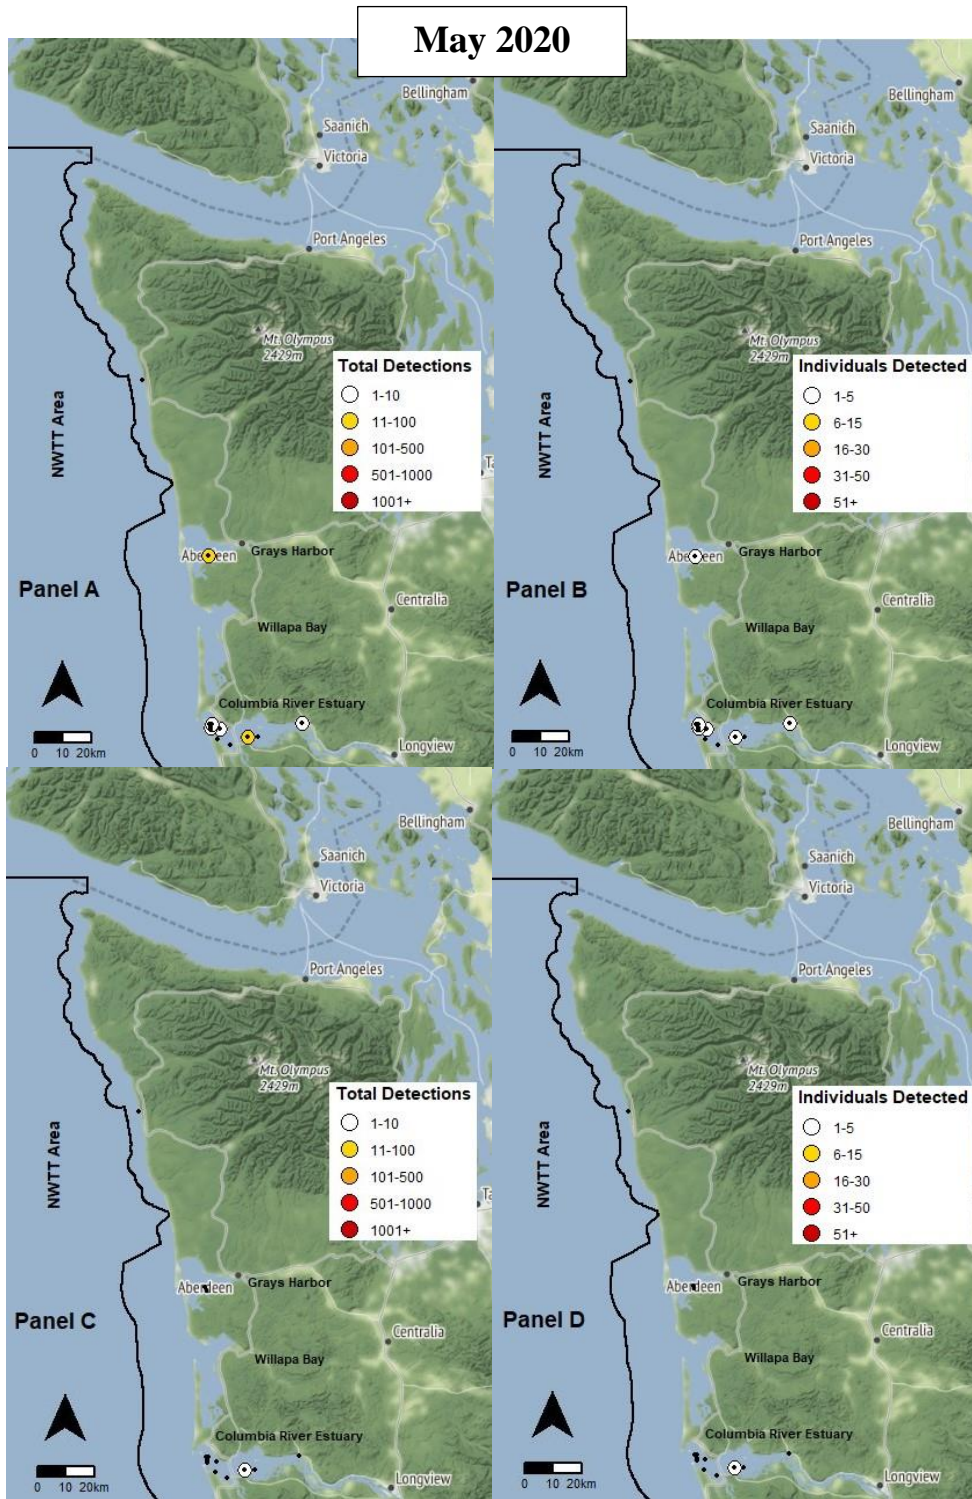 May 2020
Bellingham
Saanich
Victoria
Port Angeles
Mt. Olympus
2429m
Total Detections
1-10
11-100
101-500
501-1000
1001+
NWTT Area
Aberdeen
Grays Harbor
Panel A
Centralia
Willapa Bay
Columbia River Estuary
0 10 20km
Longview
Bellingham
Saanich
Victoria
Port Angeles
Mt. Olympus
2429m
Individuals Detected
1-5
6-15
16-30
31-50
51+
NWTT Area
Aberdeen
Grays Harbor
Panel B
Centralia
Willapa Bay
Columbia River Estuary
0 10 20km
Longview
Bellingham
Saanich
Victoria
Port Angeles
Mt. Olympus
2429m
Total Detections
1-10
11-100
101-500
501-1000
1001+
NWTT Area
Aberdeen
Grays Harbor
Panel C
Centralia
Willapa Bay
Columbia River Estuary
0 10 20km
Longview
Bellingham
Saanich
Victoria
Port Angeles
Mt. Olympus
2429m
Individuals Detected
1-5
6-15
16-30
31-50
51+
NWTT Area
Aberdeen
Grays Harbor
Panel D
Centralia
Willapa Bay
Columbia River Estuary
0 10 20km
Longview